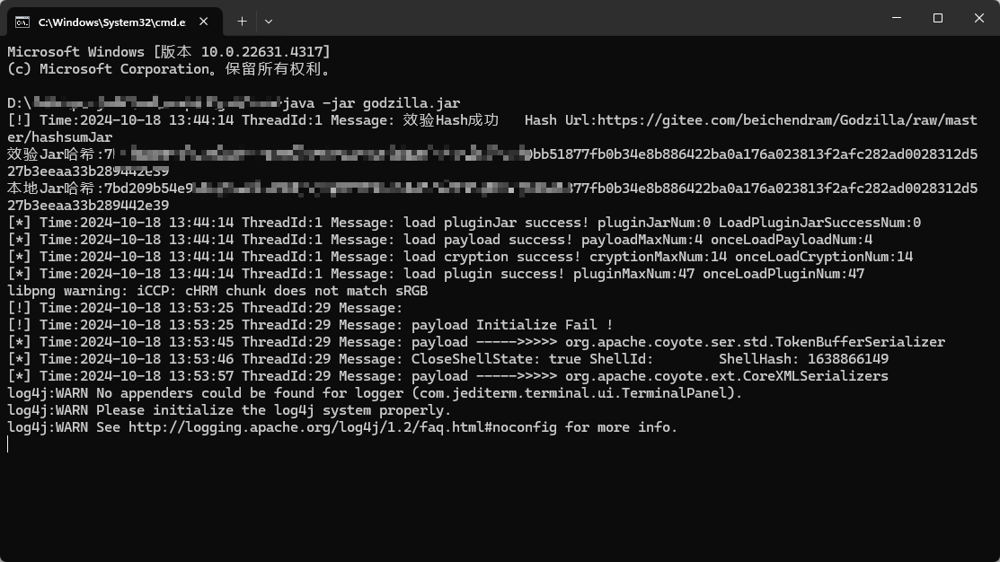 C:\Windows\System32\cmd.e
Microsoft Windows [版本 10.0.22631.4317]
(c) Microsoft Corporation。保留所有权利。
D:\ java -jar godzilla.jar
[!] Time:2024-10-18 13:44:14 ThreadId:1 Message: 效验Hash成功 Hash Url:https://gitee.com/beichendram/Godzilla/raw/mast
er/hashsumJar
效验Jar哈希:7 bb51877fb0b34e8b886422ba0a176a023813f2afc282ad0028312d5
27b3eeaa33b289442e39
本地Jar哈希:7bd209b54e9 877fb0b34e8b886422ba0a176a023813f2afc282ad0028312d5
27b3eeaa33b289442e39
[*] Time:2024-10-18 13:44:14 ThreadId:1 Message: load pluginJar success! pluginJarNum:0 LoadPluginJarSuccessNum:0
[*] Time:2024-10-18 13:44:14 ThreadId:1 Message: load payload success! payloadMaxNum:4 onceLoadPayloadNum:4
[*] Time:2024-10-18 13:44:14 ThreadId:1 Message: load cryption success! cryptionMaxNum:14 onceLoadCryptionNum:14
[*] Time:2024-10-18 13:44:14 ThreadId:1 Message: load plugin success! pluginMaxNum:47 onceLoadPluginNum:47
libpng warning: iCCP: cHRM chunk does not match sRGB
[!] Time:2024-10-18 13:53:25 ThreadId:29 Message:
[!] Time:2024-10-18 13:53:25 ThreadId:29 Message: payload Initialize Fail !
[*] Time:2024-10-18 13:53:45 ThreadId:29 Message: payload ----->>>>> org.apache.coyote.ser.std.TokenBufferSerializer
[*] Time:2024-10-18 13:53:46 ThreadId:29 Message: CloseShellState: true ShellId: ShellHash: 1638866149
[*] Time:2024-10-18 13:53:57 ThreadId:29 Message: payload ----->>>>> org.apache.coyote.ext.CoreXMLSerializers
log4j:WARN No appenders could be found for logger (com.jediterm.terminal.ui.TerminalPanel).
log4j:WARN Please initialize the log4j system properly.
log4j:WARN See http://logging.apache.org/log4j/1.2/faq.html#noconfig for more info.